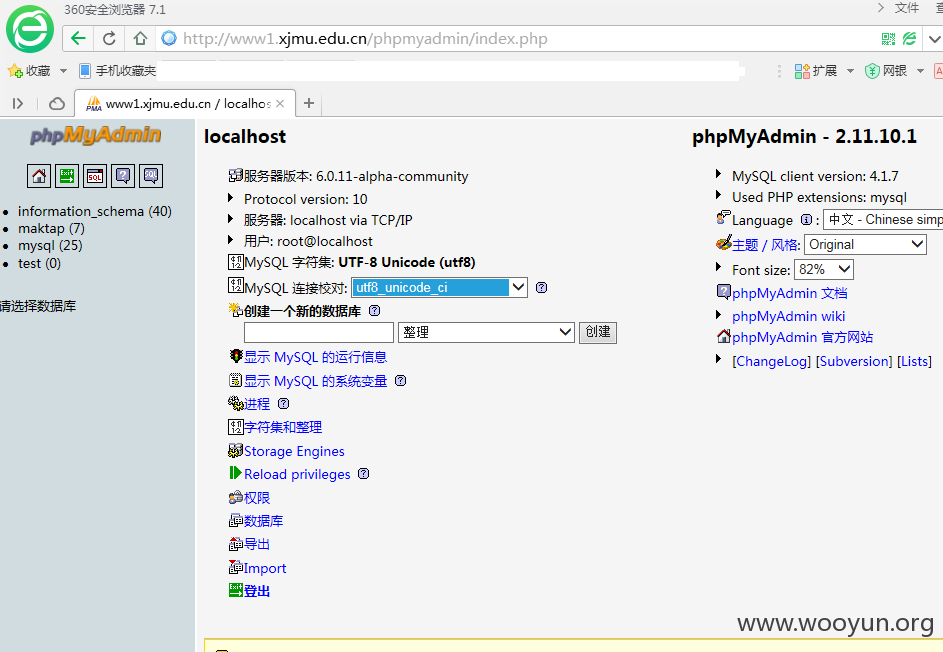 360安全浏览器 7.1
文件
http://www1.xjmu.edu.cn/phpmyadmin/index.php
收藏
手机收藏夹
扩展
网银
www1.xjmu.edu.cn / localhos
phpMyAdmin
information_schema (40)
maktap (7)
mysql (25)
test (0)
请选择数据库
localhost
服务器版本: 6.0.11-alpha-community
Protocol version: 10
服务器: localhost via TCP/IP
用户: root@localhost
MySQL 字符集: UTF-8 Unicode (utf8)
MySQL 连接校对: utf8_unicode_ci
创建一个新的数据库
整理 创建
显示 MySQL 的运行信息
显示 MySQL 的系统变量
进程
字符集和整理
Storage Engines
Reload privileges
权限
数据库
导出
Import
登出
phpMyAdmin - 2.11.10.1
MySQL client version: 4.1.7
Used PHP extensions: mysql
Language : 中文 - Chinese simp
主题 / 风格: Original
Font size: 82%
phpMyAdmin 文档
phpMyAdmin wiki
phpMyAdmin 官方网站
[ChangeLog] [Subversion] [Lists]
www.wooyun.org